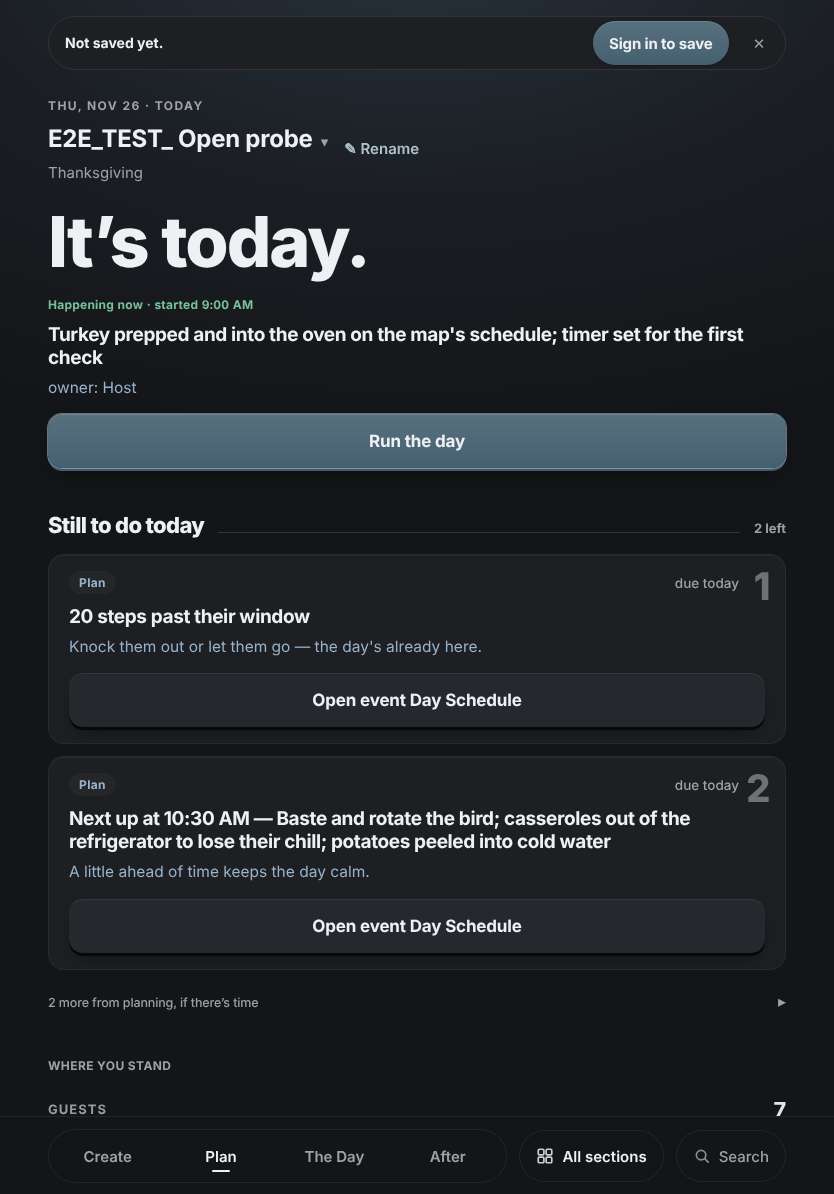 Not saved yet.
Sign in to save
×
THU, NOV 26 · TODAY
E2E_TEST_ Open probe ▾
✎ Rename
Thanksgiving
It’s today.
Happening now · started 9:00 AM
Turkey prepped and into the oven on the map's schedule; timer set for the first
check
owner: Host
Run the day
Still to do today
2 left
Plan
due today
1
20 steps past their window
Knock them out or let them go — the day's already here.
Open event Day Schedule
Plan
due today
2
Next up at 10:30 AM — Baste and rotate the bird; casseroles out of the
refrigerator to lose their chill; potatoes peeled into cold water
A little ahead of time keeps the day calm.
Open event Day Schedule
2 more from planning, if there’s time
▶
WHERE YOU STAND
GUESTS
7
Create
Plan
The Day
After
All sections
Search